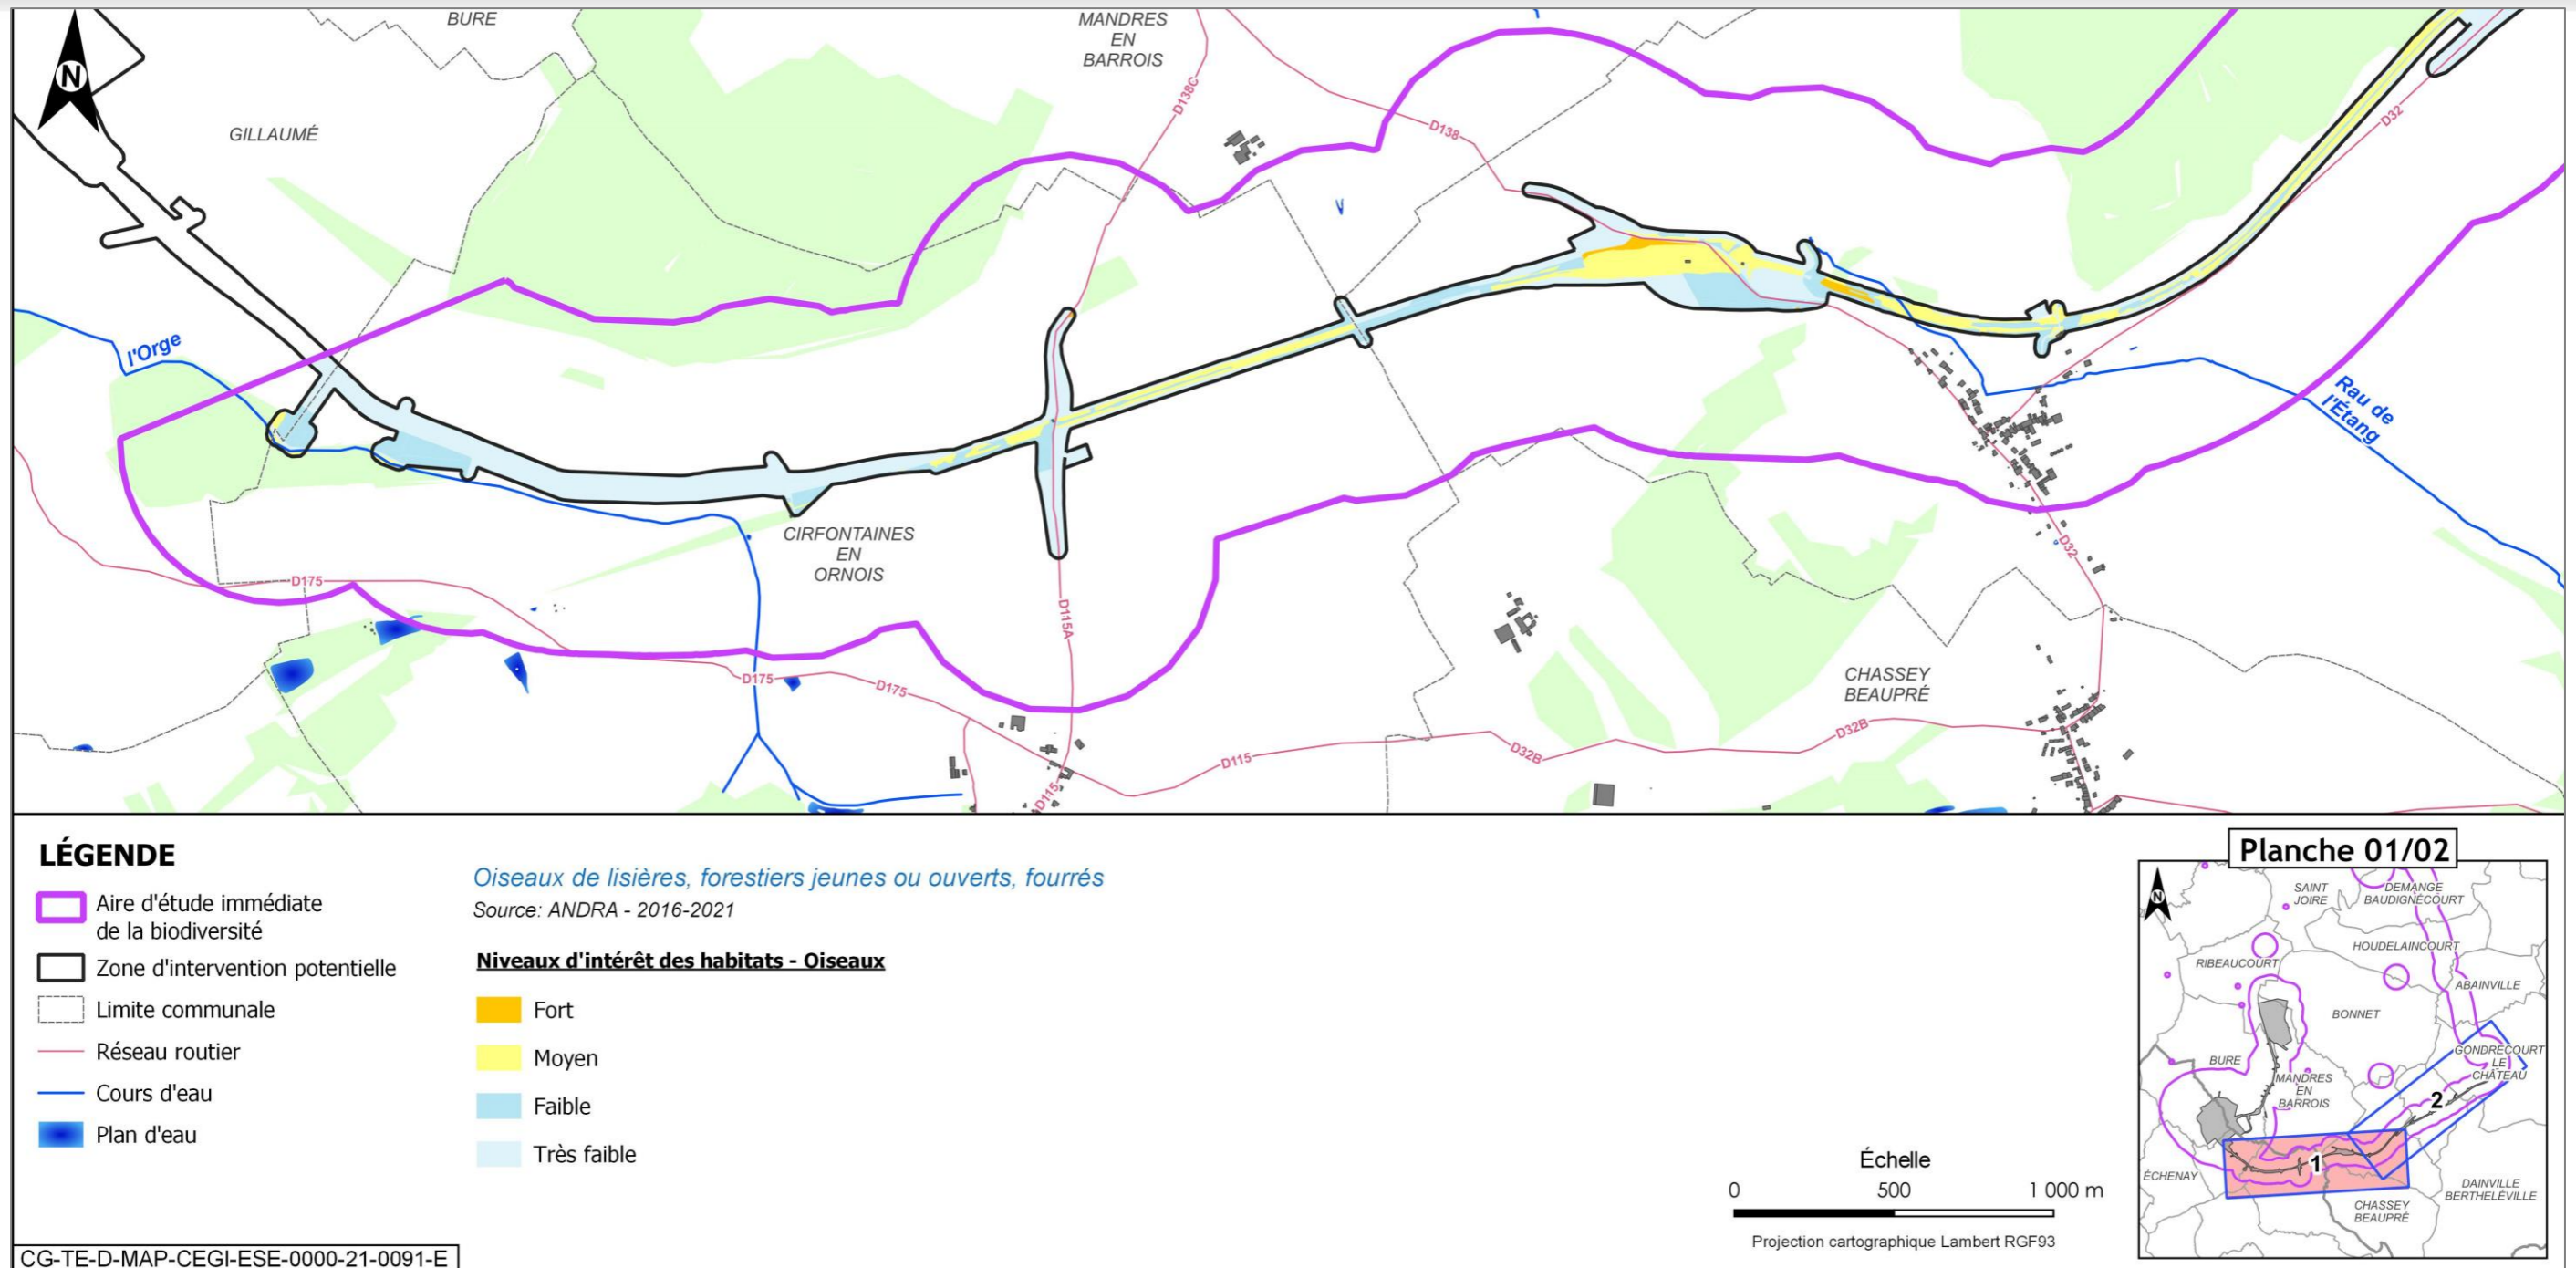 BURE
MANDRES
EN
BARROIS
N
GILLAUMÉ
D138C
D138
D32
l'Orge
Rau de
l'Étang
CIRFONTAINES
EN
ORNOIS
D175
D115A
D32
D175
D175
CHASSEY
BEAUPRÉ
D115
D32B
D32B
D115
LÉGENDE
Aire d'étude immédiate
de la biodiversité
Zone d'intervention potentielle
Limite communale
Réseau routier
Cours d'eau
Plan d'eau
Oiseaux de lisières, forestiers jeunes ou ouverts, fourrés
Source: ANDRA - 2016-2021
Niveaux d'intérêt des habitats - Oiseaux
Fort
Moyen
Faible
Très faible
Échelle
0 500 1 000 m
Projection cartographique Lambert RGF93
Planche 01/02
N
SAINT
JOIRE
DEMANGE
BAUDIGNÉCOURT
HOUDELAINCOURT
RIBEAUCOURT
ABAINVILLE
BONNET
BURE
GONDRECOURT
LE
CHÂTEAU
MANDRES
EN
BARROIS
2
1
ÉCHENAY
DAINVILLE
BERTHELÉVILLE
CHASSEY
BEAUPRÉ
CG-TE-D-MAP-CEGI-ESE-0000-21-0091-E